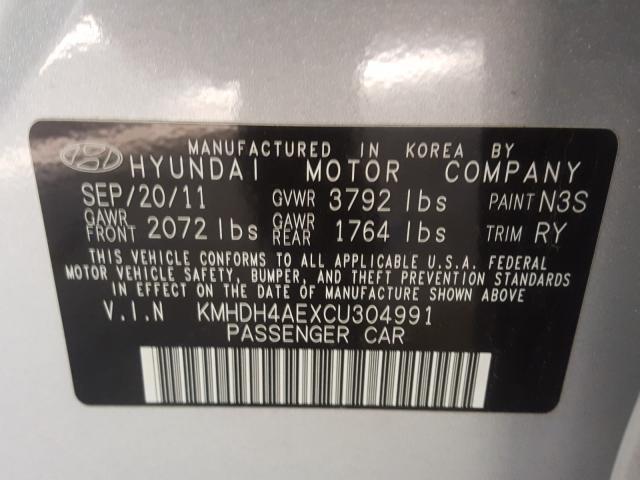 MANUFACTURED IN KOREA BY
HYUNDAI MOTOR COMPANY
SEP/20/11 GVWR 3792 lbs PAINT N3S
GAWR FRONT 2072 lbs GAWR REAR 1764 lbs TRIM RY
THIS VEHICLE CONFORMS TO ALL APPLICABLE U.S.A. FEDERAL
MOTOR VEHICLE SAFETY, BUMPER, AND THEFT PREVENTION STANDARDS
IN EFFECT ON THE DATE OF MANUFACTURE SHOWN ABOVE.
V.I.N KMHDH4AEXCU304991
PASSENGER CAR